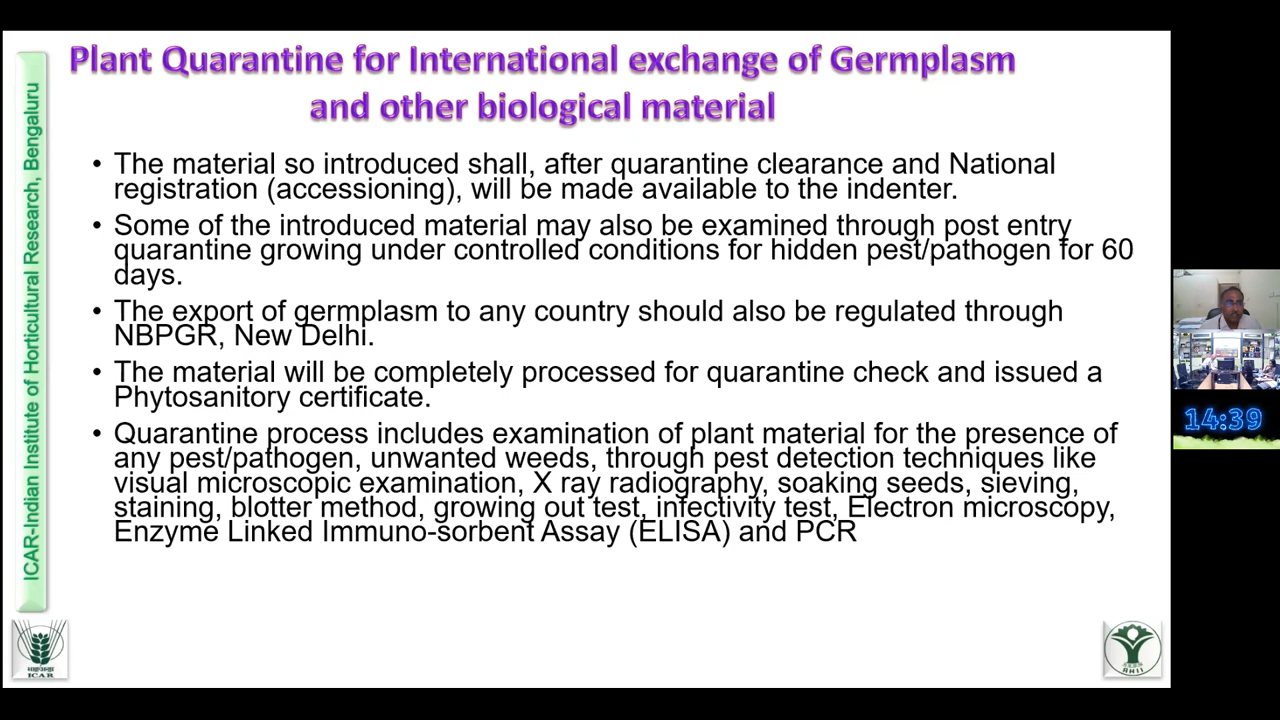 Plant Quarantine for International exchange of Germplasm
and other biological material
ICAR-Indian Institute of Horticultural Research, Bengaluru
• The material so introduced shall, after quarantine clearance and National
registration (accessioning), will be made available to the indenter.
• Some of the introduced material may also be examined through post entry
quarantine growing under controlled conditions for hidden pest/pathogen for 60
days.
• The export of germplasm to any country should also be regulated through
NBPGR, New Delhi.
• The material will be completely processed for quarantine check and issued a
Phytosanitory certificate.
• Quarantine process includes examination of plant material for the presence of
any pest/pathogen, unwanted weeds, through pest detection techniques like
visual microscopic examination, X ray radiography, soaking seeds, sieving,
staining, blotter method, growing out test, infectivity test, Electron microscopy,
Enzyme Linked Immuno-sorbent Assay (ELISA) and PCR
14:39
ICAR